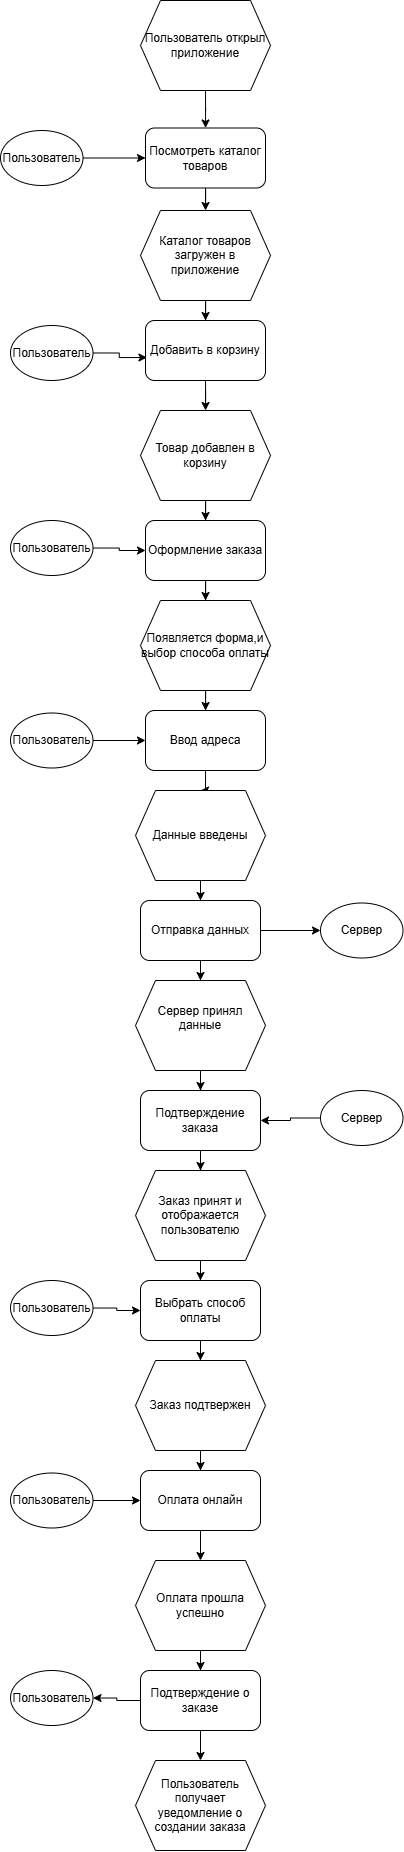 Пользователь открыл
приложение
Пользователь
Посмотреть каталог
товаров
Каталог товаров
загружен в
приложение
Пользователь
Добавить в корзину
Товар добавлен в
корзину
Пользователь
Оформление заказа
Появляется форма,и
выбор способа оплаты
Пользователь
Ввод адреса
Данные введены
Отправка данных
Сервер
Сервер принял
данные
Подтверждение
заказа
Сервер
Заказ принят и
отображается
пользователю
Пользователь
Выбрать способ
оплаты
Заказ подтвержен
Пользователь
Оплата онлайн
Оплата прошла
успешно
Пользователь
Подтверждение о
заказе
Пользователь
получает
уведомление о
создании заказа